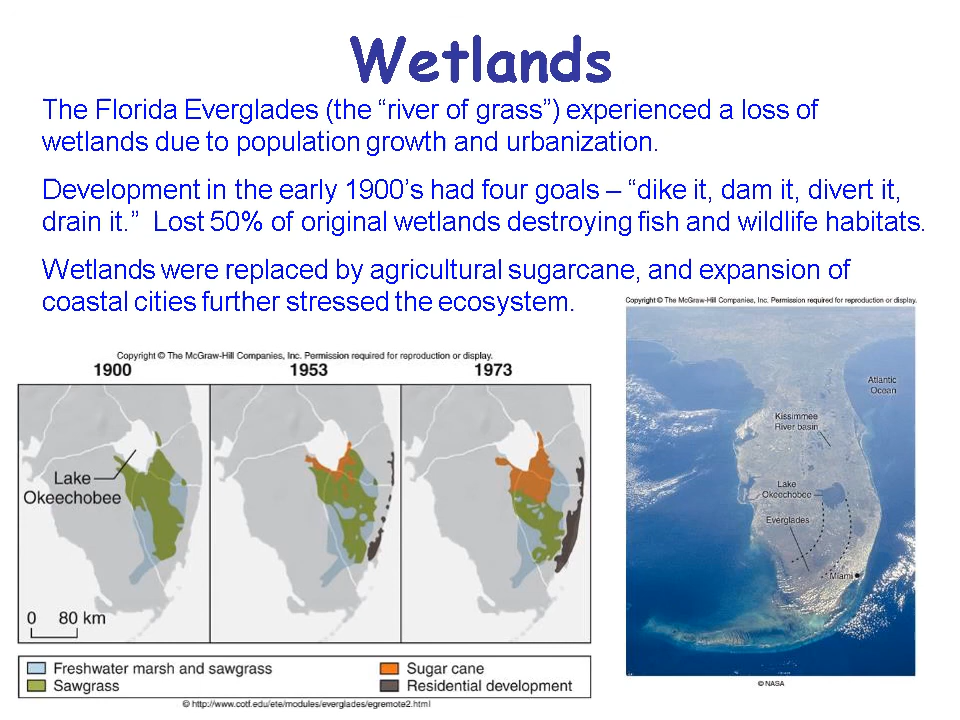 Wetlands
The Florida Everglades (the “river of grass”) experienced a loss of
wetlands due to population growth and urbanization.
Development in the early 1900’s had four goals – “dike it, dam it, divert it,
drain it.”  Lost 50% of original wetlands destroying fish and wildlife habitats.
Wetlands were replaced by agricultural sugarcane, and expansion of
coastal cities further stressed the ecosystem.
Copyright © The McGraw-Hill Companies, Inc. Permission required for reproduction or display.
1900
1953
1973
Lake
Okeechobee
0 80 km
Freshwater marsh and sawgrass
Sugar cane
Sawgrass
Residential development
© http://www.cotf.edu/ete/modules/everglades/egremote2.html
Copyright © The McGraw-Hill Companies, Inc. Permission required for reproduction or display.
Atlantic
Ocean
Kissimmee
River basin
Lake
Okeechobee
Everglades
Miami
© NASA